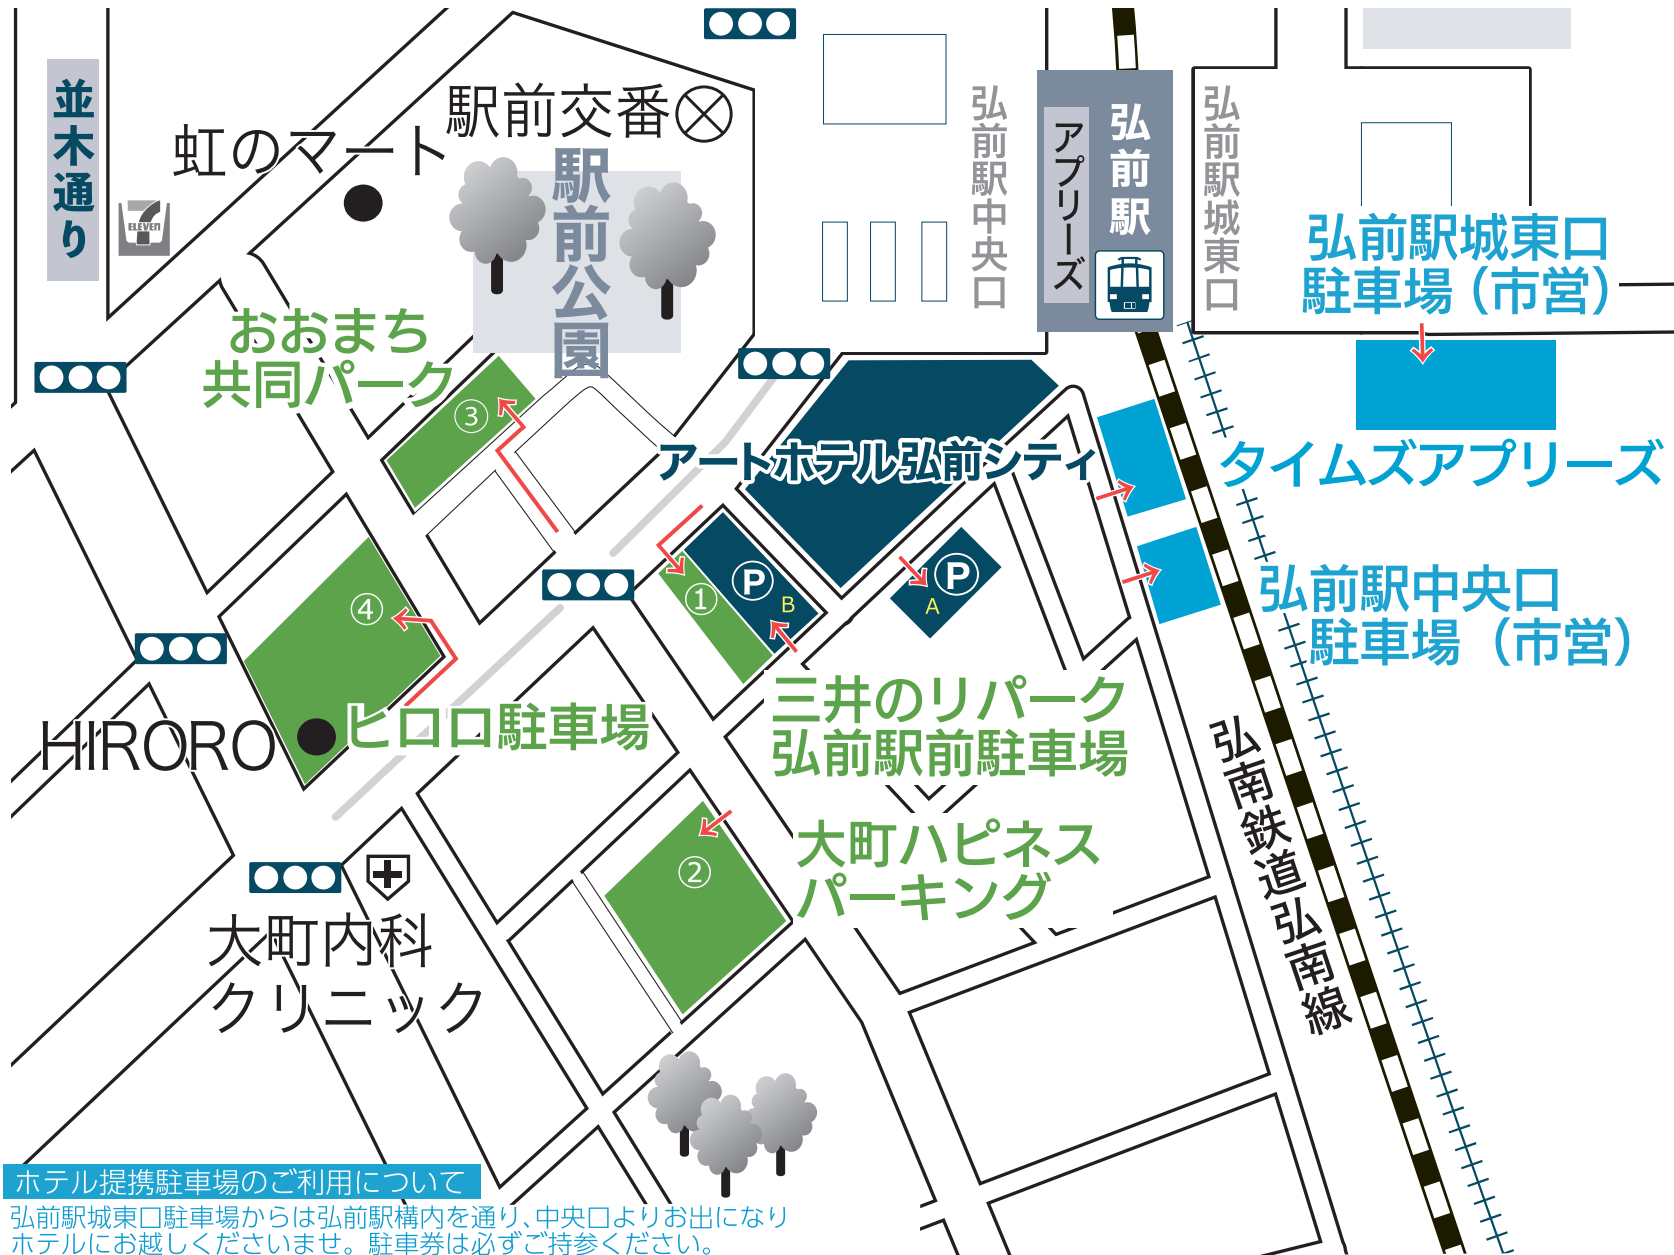 並木通り
ELEVEN
虹のマート
駅前交番
駅前公園
弘前駅中央口
アプリーズ
弘前駅
弘前駅城東口
弘前駅城東口
駐車場（市営）
おおまち
共同パーク
③
アートホテル弘前シティ
タイムズアプリーズ
①
P
B
P
A
弘前駅中央口
駐車場（市営）
④
三井のリパーク
弘前駅前駐車場
HIRORO
ヒロロ駐車場
弘南鉄道弘南線
大町ハピネス
パーキング
②
大町内科
クリニック
ホテル提携駐車場のご利用について
弘前駅城東口駐車場からは弘前駅構内を通り、中央口よりお出になり
ホテルにお越しくださいませ。駐車券は必ずご持参ください。